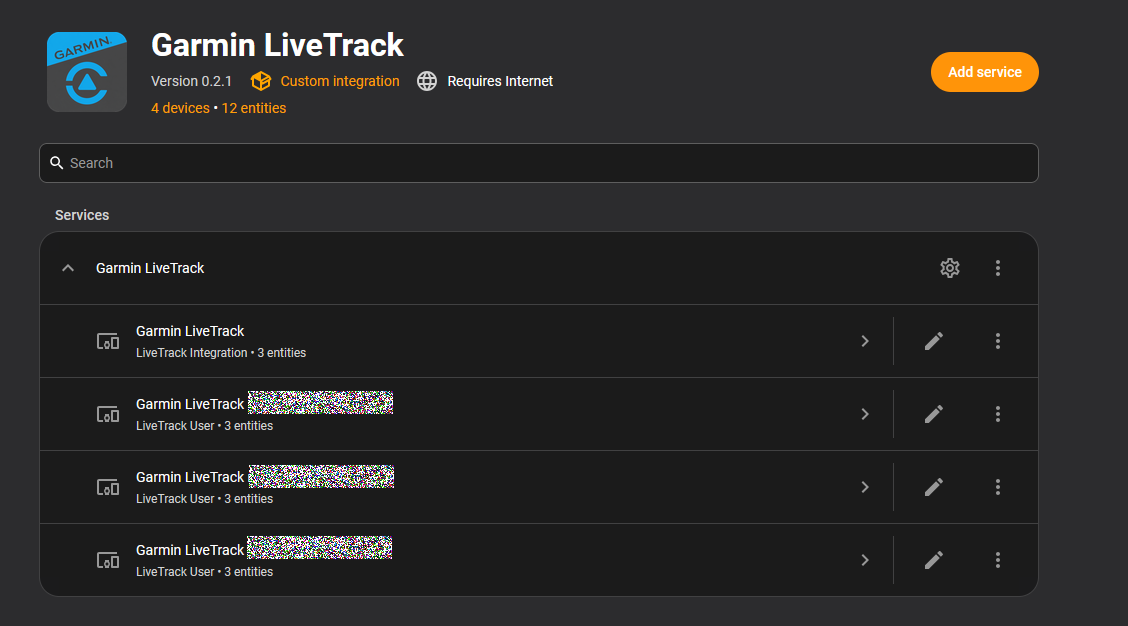 GARMIN
Garmin LiveTrack
Version 0.2.1 Custom integration Requires Internet
4 devices • 12 entities
Add service
Search
Services
Garmin LiveTrack
Garmin LiveTrack
LiveTrack Integration • 3 entities
Garmin LiveTrack
LiveTrack User • 3 entities
Garmin LiveTrack
LiveTrack User • 3 entities
Garmin LiveTrack
LiveTrack User • 3 entities